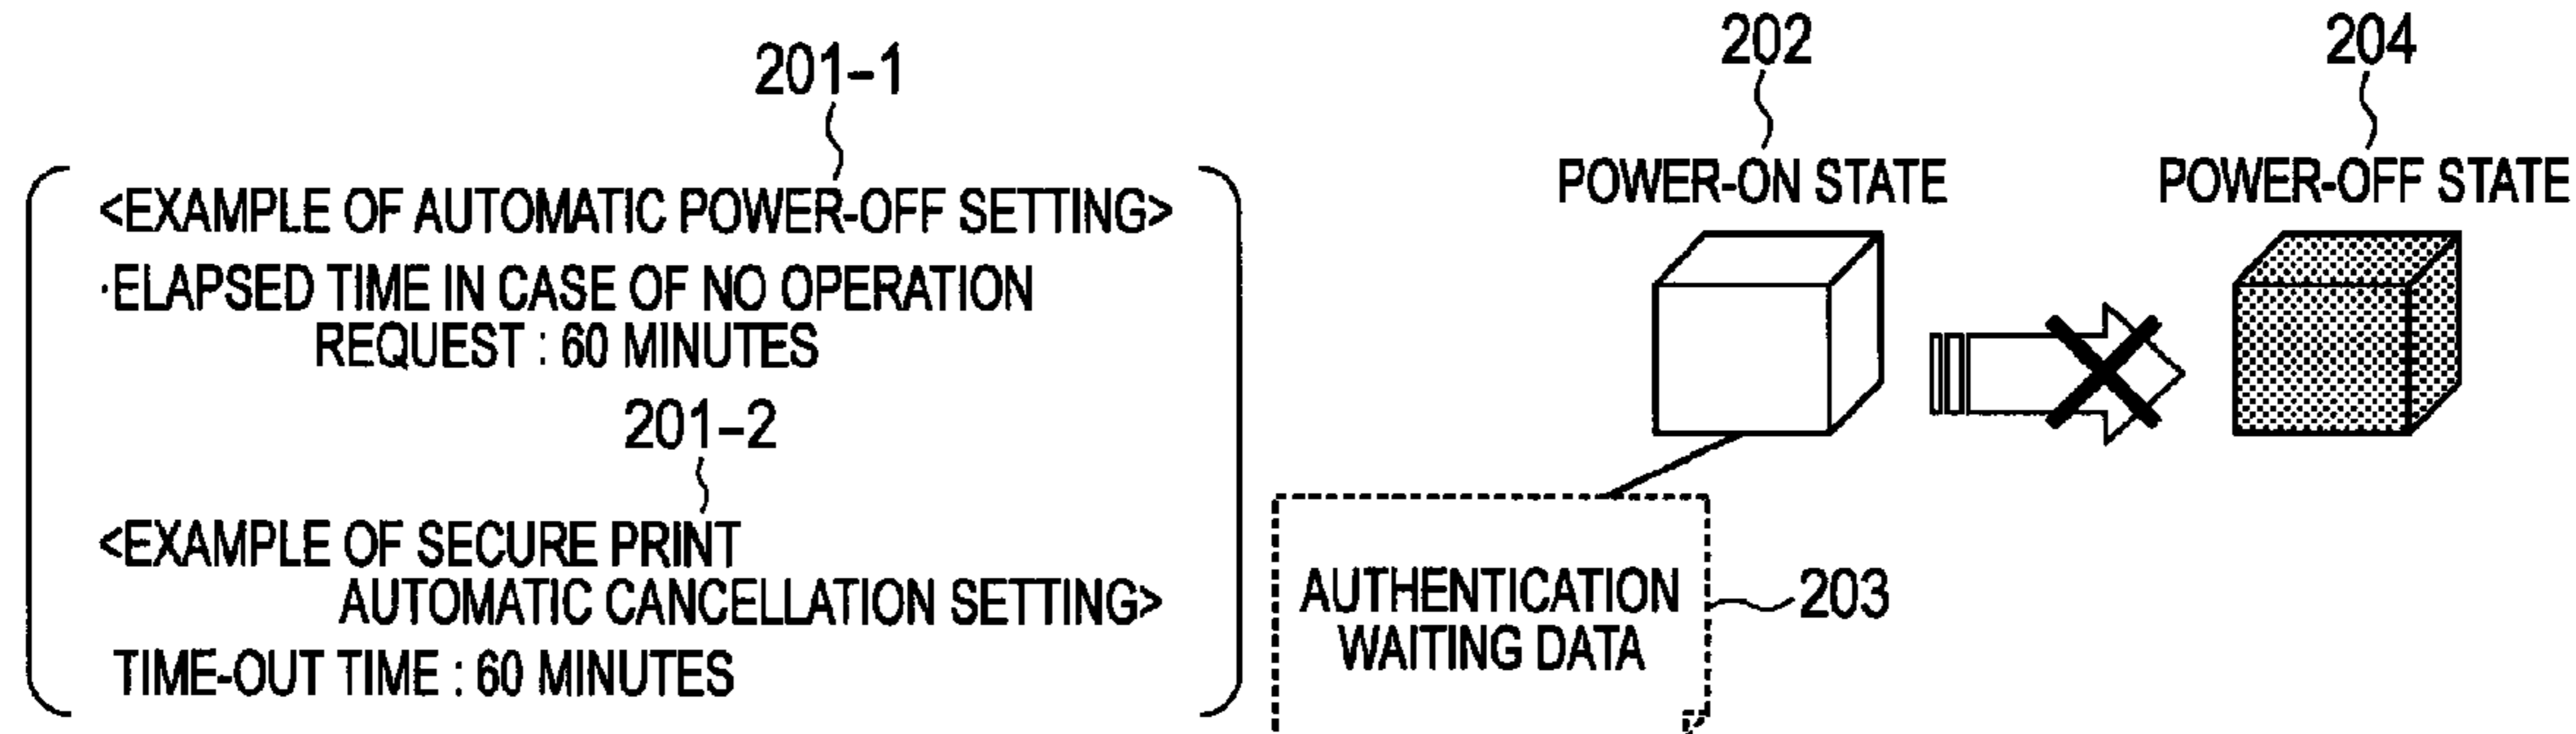 201-1
<EXAMPLE OF AUTOMATIC POWER-OFF SETTING>
·ELAPSED TIME IN CASE OF NO OPERATION
REQUEST : 60 MINUTES
201-2
<EXAMPLE OF SECURE PRINT
AUTOMATIC CANCELLATION SETTING>
TIME-OUT TIME : 60 MINUTES
202
POWER-ON STATE
204
POWER-OFF STATE
AUTHENTICATION
WAITING DATA
203